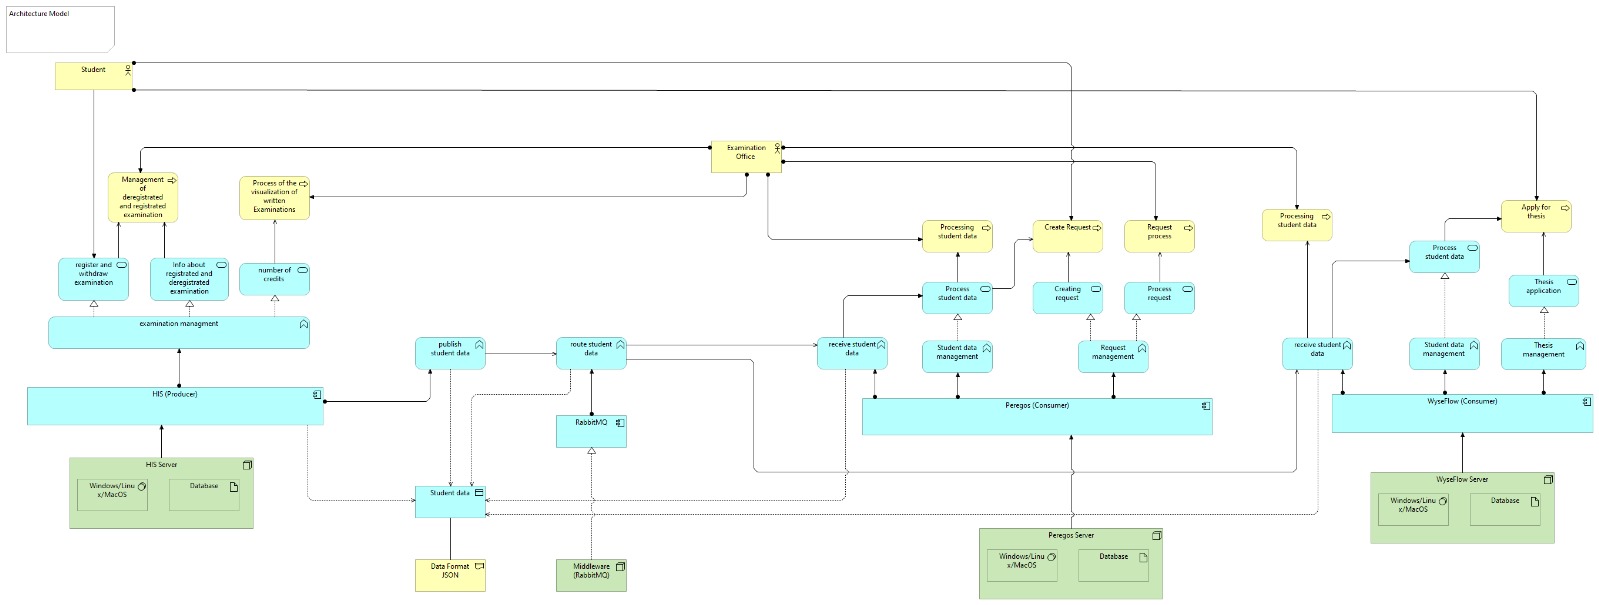 Architecture Model
Student
Examination
Office
Management
of
deregistrated
and registrated
examination
Process of the
visualization of
written
Examinations
Processing
student data
Create Request
Request
process
Processing
student data
Apply for
thesis
register and
withdraw
examination
Info about
registrated and
deregistrated
examination
number of
credits
Process
student data
Creating
request
Process
request
Process
student data
Thesis
application
examination managment
publish
student data
route student
data
receive student
data
Student data
management
Request
management
receive student
data
Student data
management
Thesis
management
HIS (Producer)
RabbitMQ
Peregos (Consumer)
WyseFlow (Consumer)
HIS Server
Windows/Linu
x/MacOS
Database
Student data
WyseFlow Server
Windows/Linu
x/MacOS
Database
Data Format
JSON
Middleware
(RabbitMQ)
Peregos Server
Windows/Linu
x/MacOS
Database